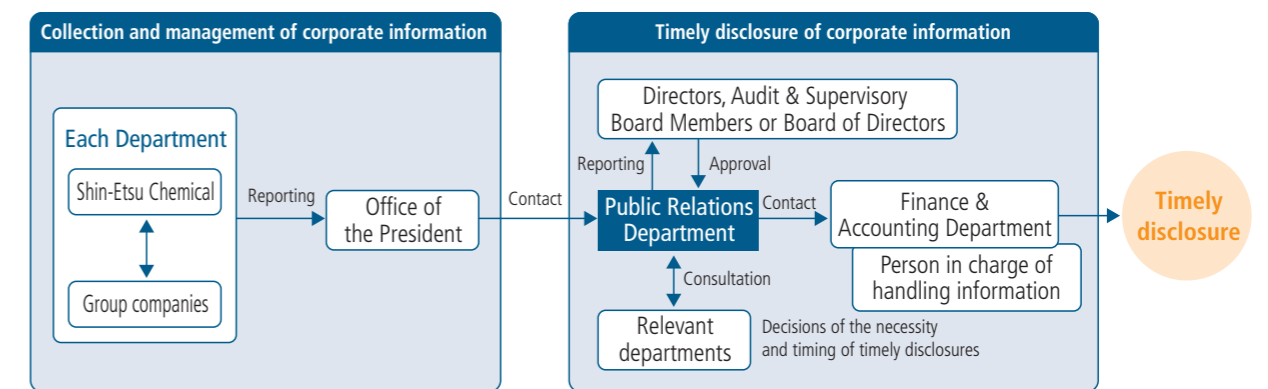 Collection and management of corporate information
Each Department
Shin-Etsu Chemical
Group companies
Reporting
Office of
the President
Contact
Timely disclosure of corporate information
Directors, Audit & Supervisory
Board Members or Board of Directors
Reporting
Approval
Public Relations
Department
Contact
Consultation
Relevant
departments
Decisions of the necessity
and timing of timely disclosures
Finance &
Accounting Department
Person in charge of
handling information
Timely
disclosure